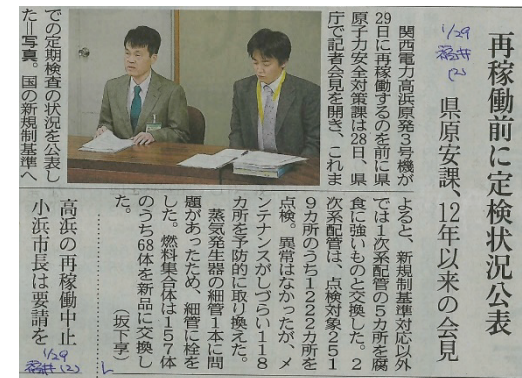 再稼働前に定検状況公表
県原安課、12年以来の会見
1/29
福井
(2)
関西電力高浜原発3号機が
29日に再稼働するのを前に県
原子力安全対策課は28日、県
庁で記者会見を開き、これま
での定期検査の状況を公表し
た＝写真。国の新規制基準へ
よると、新規制基準対応以外
では1次系配管の5カ所を腐
食に強いものと交換した。2
次系配管は、点検対象251
9カ所のうち1222カ所を
点検。異常はなかったが、メ
ンテナンスがしづらい118
カ所を予防的に取り換えた。
蒸気発生器の細管1本に問
題があったため、細管に栓を
した。燃料集合体は157体
のうち68体を新品に交換し
た。
（坂下享）
高浜の再稼働中止
小浜市長は要請を
1/29
福井(2)